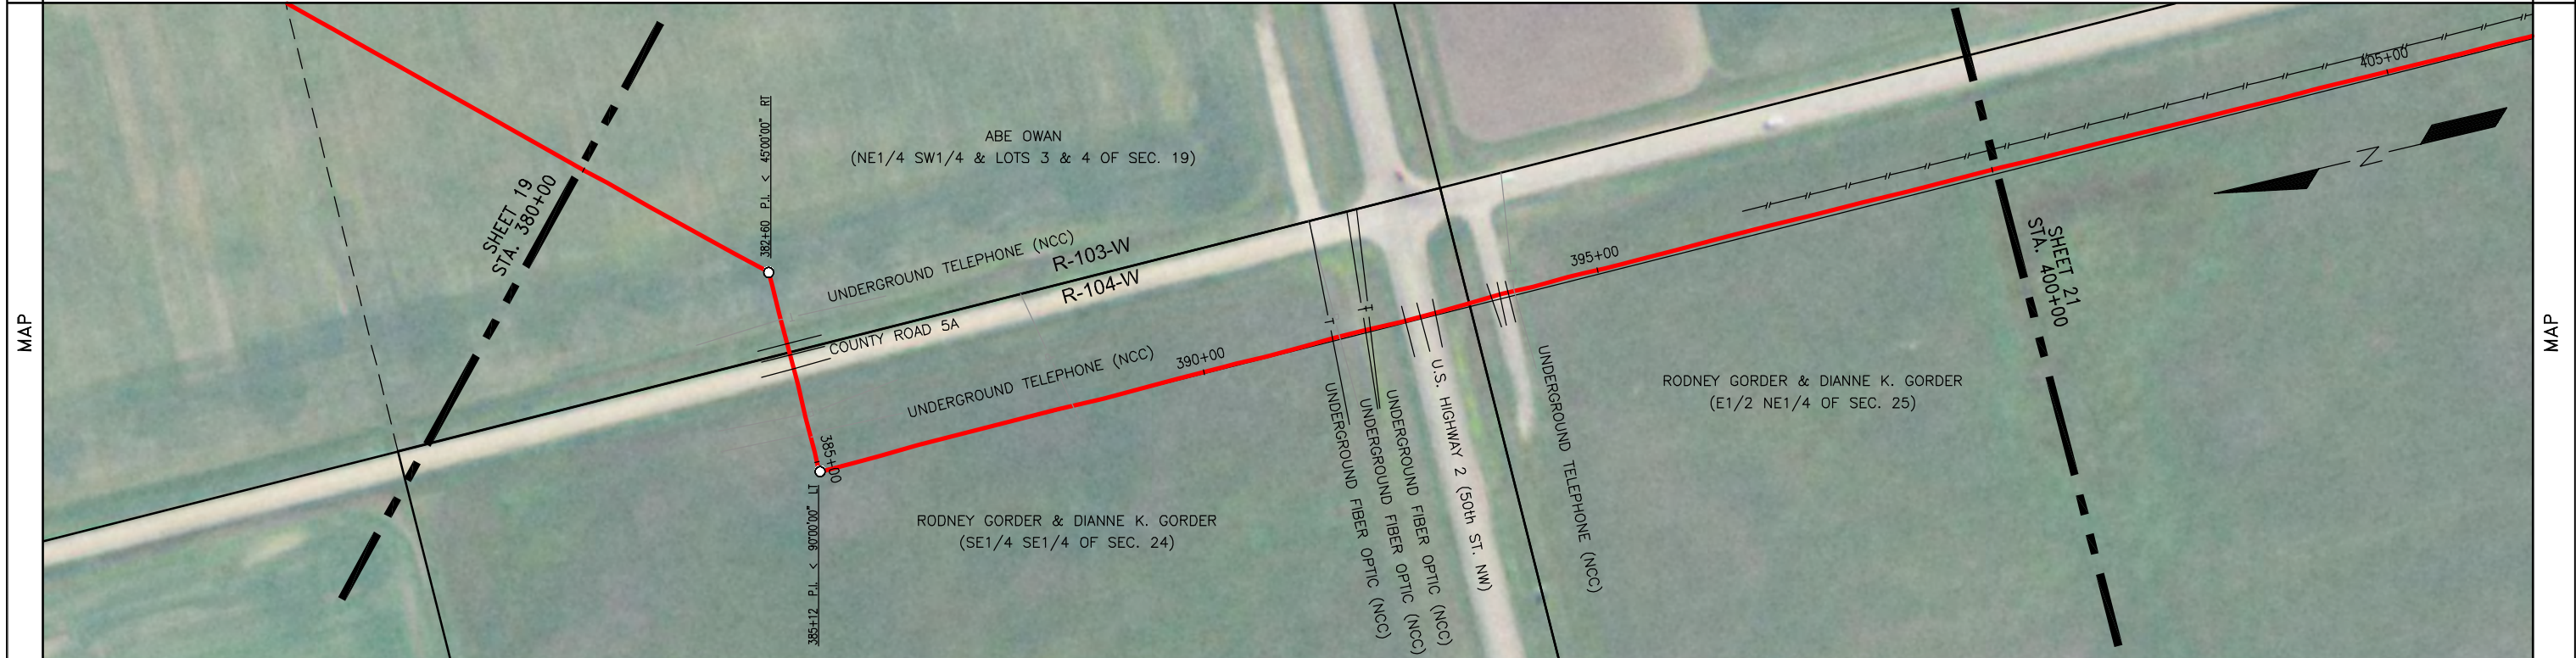 MAP
SHEET 19
STA. 380+00
382+60 P.I. < 45°00'00" RT
ABE OWAN
(NE1/4 SW1/4 & LOTS 3 & 4 OF SEC. 19)
UNDERGROUND TELEPHONE (NCC)
R-103-W
R-104-W
COUNTY ROAD 5A
UNDERGROUND TELEPHONE (NCC)
385+00
385+12 P.I. < 90°00'00" LT
RODNEY GORDER & DIANNE K. GORDER
(SE1/4 SE1/4 OF SEC. 24)
390+00
T
T
UNDERGROUND FIBER OPTIC (NCC)
UNDERGROUND FIBER OPTIC (NCC)
UNDERGROUND FIBER OPTIC (NCC)
U.S. HIGHWAY 2 (50th ST. NW)
UNDERGROUND TELEPHONE (NCC)
395+00
RODNEY GORDER & DIANNE K. GORDER
(E1/2 NE1/4 OF SEC. 25)
SHEET 21
STA. 400+00
405+00
N
MAP